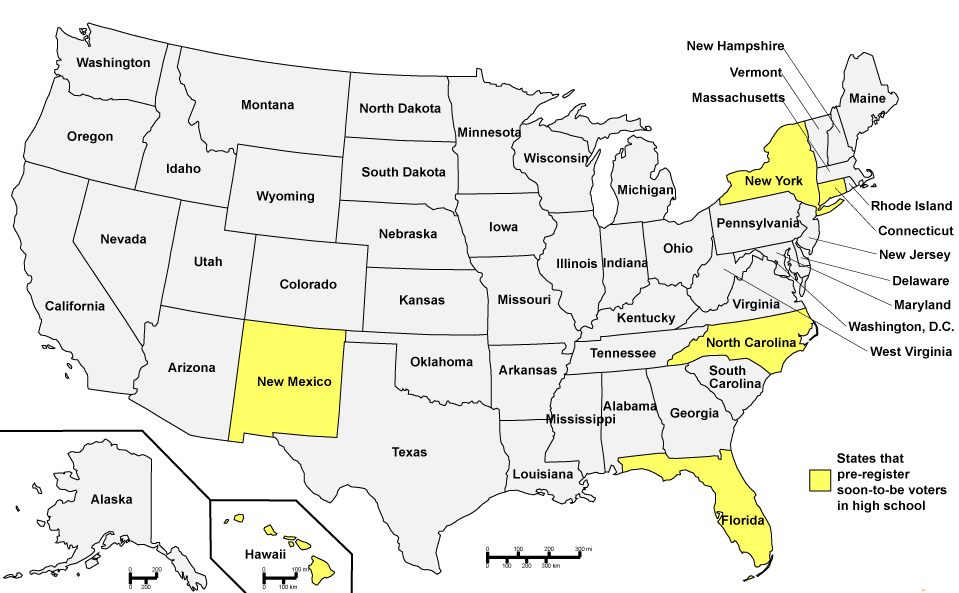 New Hampshire
Vermont
Massachusetts
Washington
Montana
North Dakota
Minnesota
Maine
Oregon
Idaho
South Dakota
Wisconsin
Michigan
New York
Wyoming
Rhode Island
Connecticut
Nevada
Nebraska
Iowa
Pennsylvania
New Jersey
Utah
Colorado
Illinois
Indiana
Ohio
Delaware
California
Kansas
Missouri
Kentucky
Virginia
Maryland
Washington, D.C.
West Virginia
Arizona
New Mexico
Oklahoma
Arkansas
Tennessee
North Carolina
South
Carolina
Mississippi
Alabama
Georgia
Texas
Louisiana
Florida
States that
pre-register
soon-to-be voters
in high school
Alaska
Hawaii
0 100 200 300 mi
0 100 200 300 km
0 200
0 200
0 100 mi
0 100 km